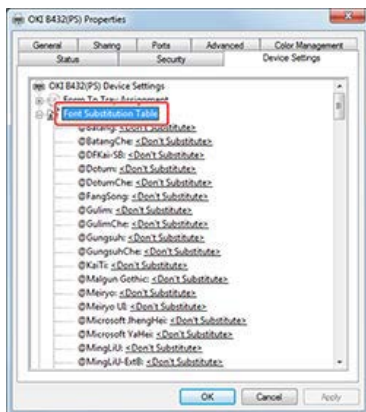 OKI B432(PS) Properties
General Sharing Ports Advanced Color Management
Status Security Device Settings
OKI B432(PS) Device Settings
Form To Tray Assignment
Font Substitution Table
@Batang: <Don't Substitute>
@BatangChe: <Don't Substitute>
@DFKai-SB: <Don't Substitute>
@Dotum: <Don't Substitute>
@DotumChe: <Don't Substitute>
@FangSong: <Don't Substitute>
@Gulim: <Don't Substitute>
@GulimChe: <Don't Substitute>
@Gungsuh: <Don't Substitute>
@GungsuhChe: <Don't Substitute>
@KaiTi: <Don't Substitute>
@Malgun Gothic: <Don't Substitute>
@Meiryo: <Don't Substitute>
@Meiryo UI: <Don't Substitute>
@Microsoft JhengHei: <Don't Substitute>
@Microsoft YaHei: <Don't Substitute>
@MingLiU: <Don't Substitute>
@MingLiU-ExtB: <Don't Substitute>
OK Cancel Apply